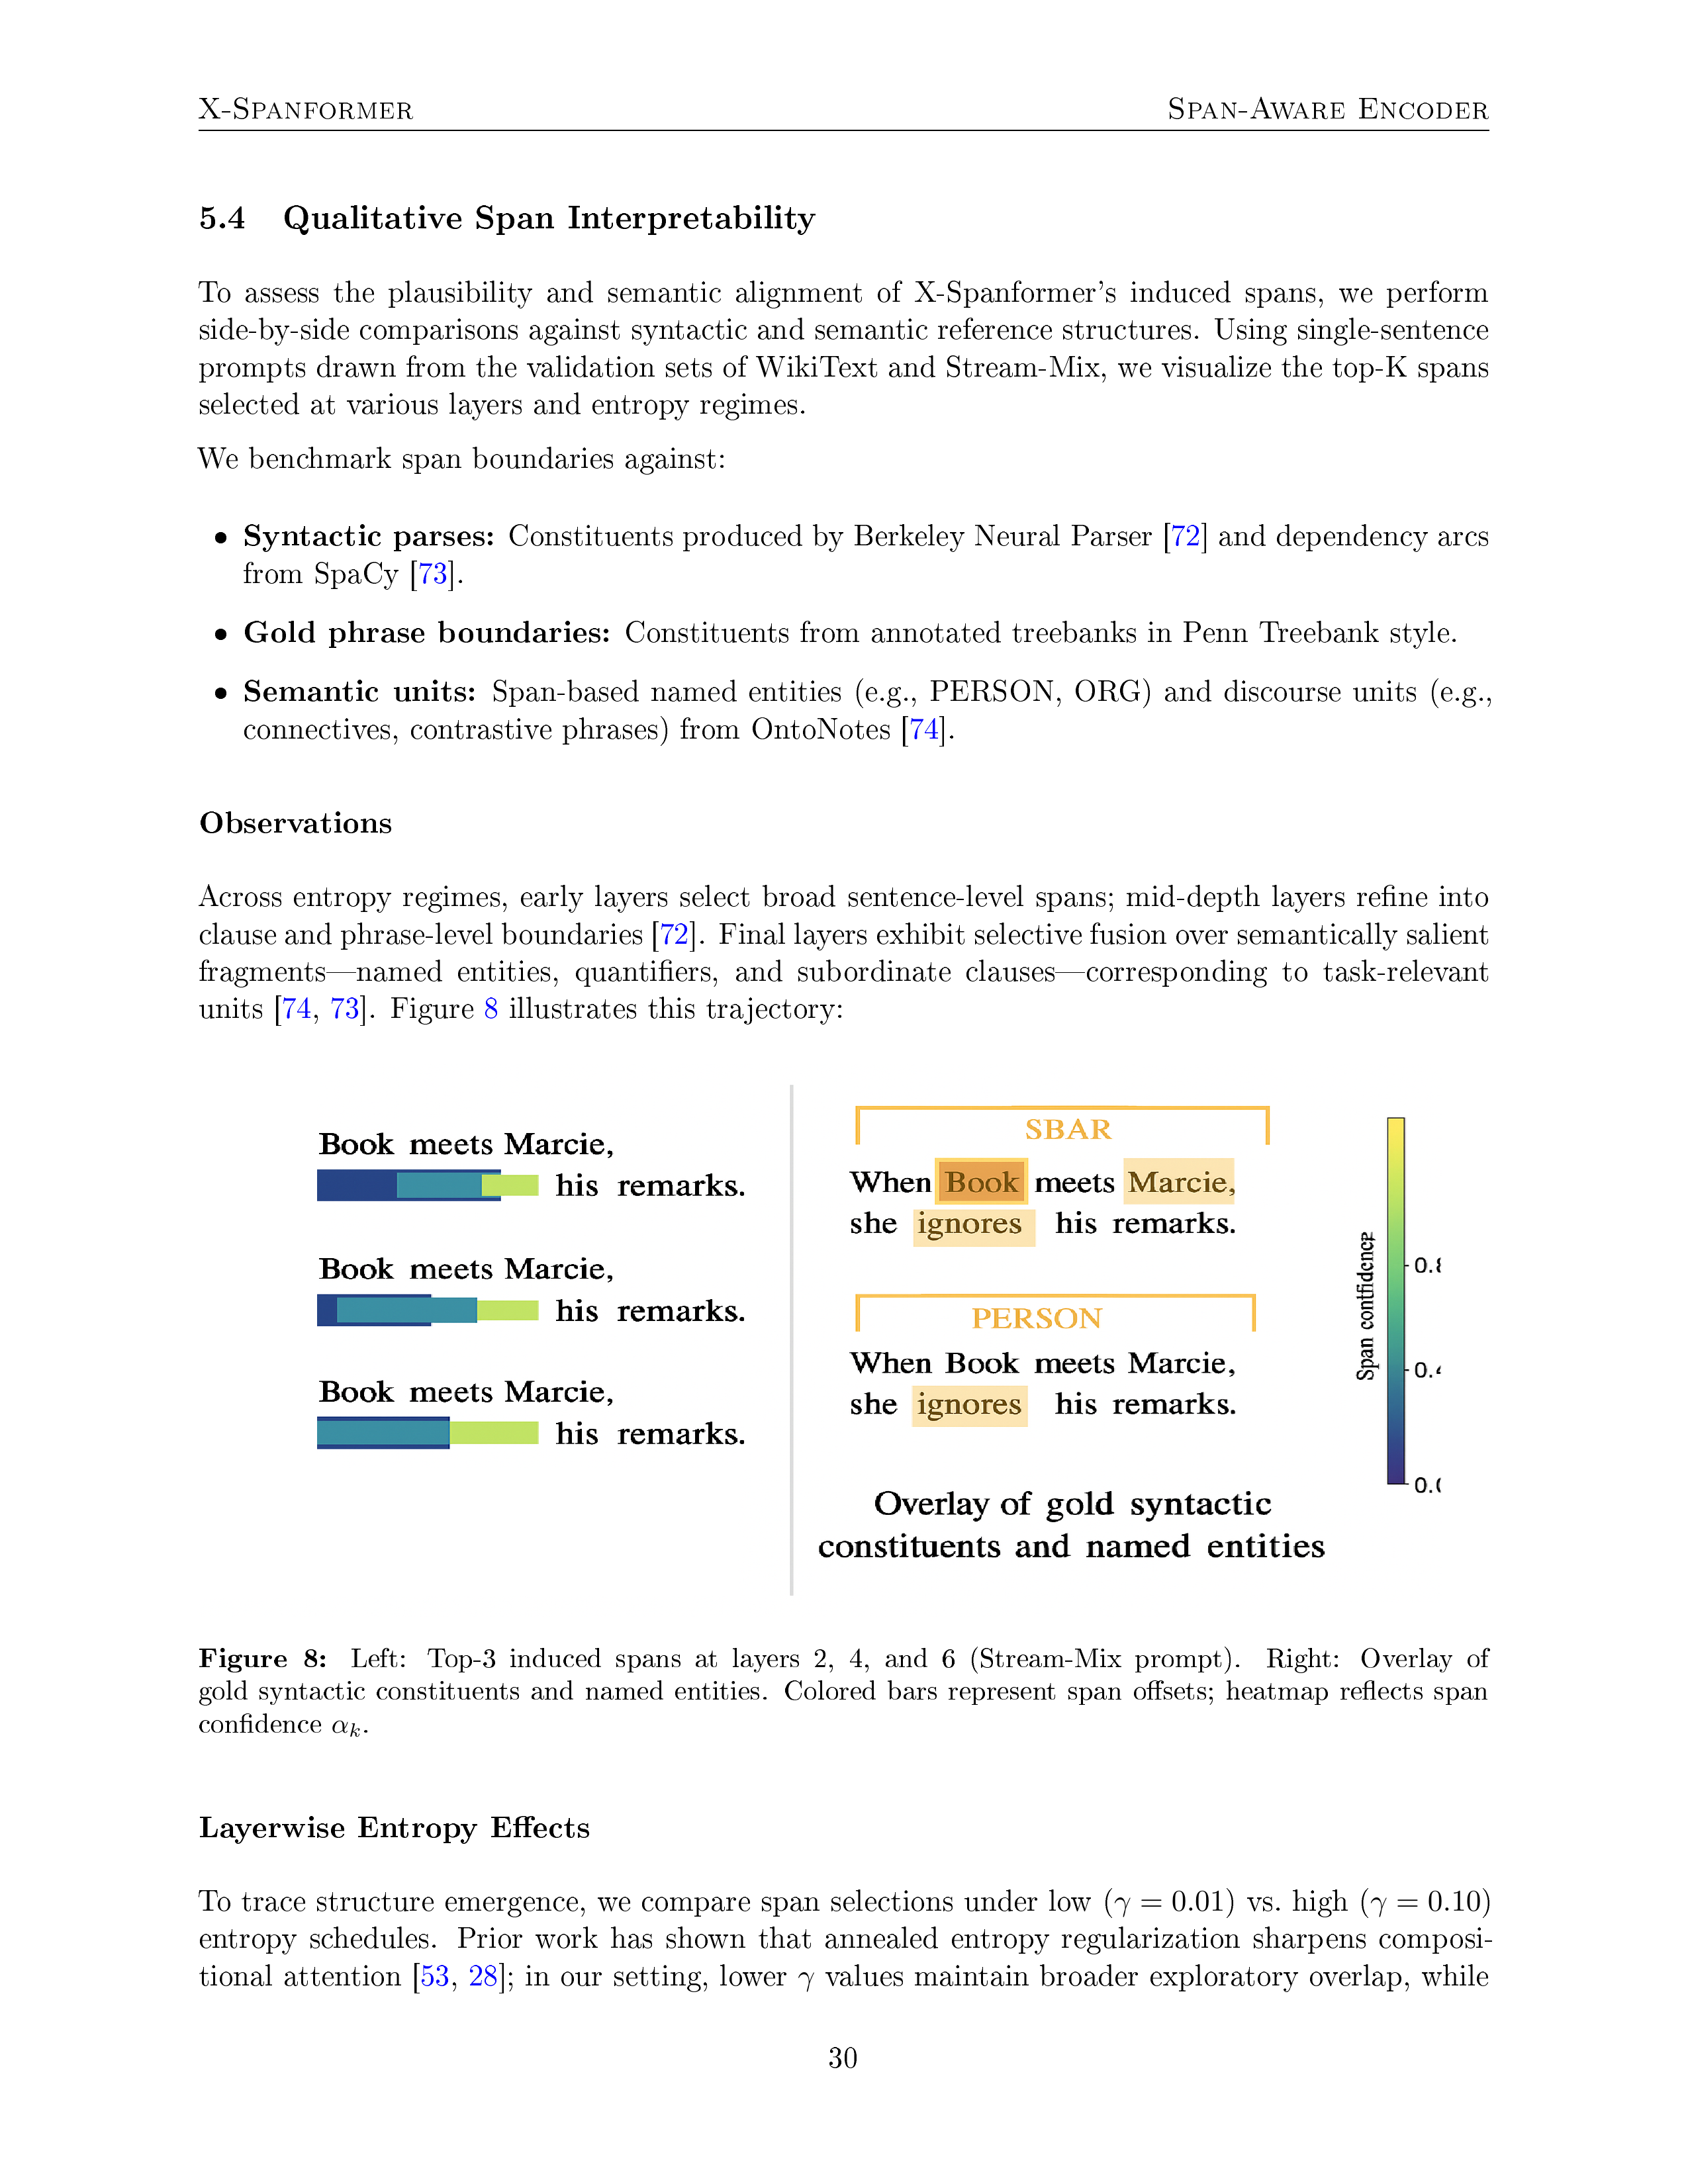 X-Spanformer Span-Aware Encoder
5.4 Qualitative Span Interpretability
To assess the plausibility and semantic alignment of X-Spanformer's induced spans, we perform
side-by-side comparisons against syntactic and semantic reference structures. Using single-sentence
prompts drawn from the validation sets of WikiText and Stream-Mix, we visualize the top-K spans
selected at various layers and entropy regimes.
We benchmark span boundaries against:
• Syntactic parses: Constituents produced by Berkeley Neural Parser [72] and dependency arcs
from SpaCy [73].
• Gold phrase boundaries: Constituents from annotated treebanks in Penn Treebank style.
• Semantic units: Span-based named entities (e.g., PERSON, ORG) and discourse units (e.g.,
connectives, contrastive phrases) from OntoNotes [74].
Observations
Across entropy regimes, early layers select broad sentence-level spans; mid-depth layers refine into
clause and phrase-level boundaries [72]. Final layers exhibit selective fusion over semantically salient
fragments—named entities, quantifiers, and subordinate clauses—corresponding to task-relevant
units [74, 73]. Figure 8 illustrates this trajectory:
Book meets Marcie,
his remarks.
Book meets Marcie,
his remarks.
Book meets Marcie,
his remarks.
SBAR
When Book meets Marcie,
she ignores his remarks.
PERSON
When Book meets Marcie,
she ignores his remarks.
Overlay of gold syntactic
constituents and named entities
Span contfidence
0.8
0.4
0.0
Figure 8: Left: Top-3 induced spans at layers 2, 4, and 6 (Stream-Mix prompt). Right: Overlay of
gold syntactic constituents and named entities. Colored bars represent span offsets; heatmap reflects span
confidence αₖ.
Layerwise Entropy Effects
To trace structure emergence, we compare span selections under low (γ = 0.01) vs. high (γ = 0.10)
entropy schedules. Prior work has shown that annealed entropy regularization sharpens composi-
tional attention [53, 28]; in our setting, lower γ values maintain broader exploratory overlap, while
30